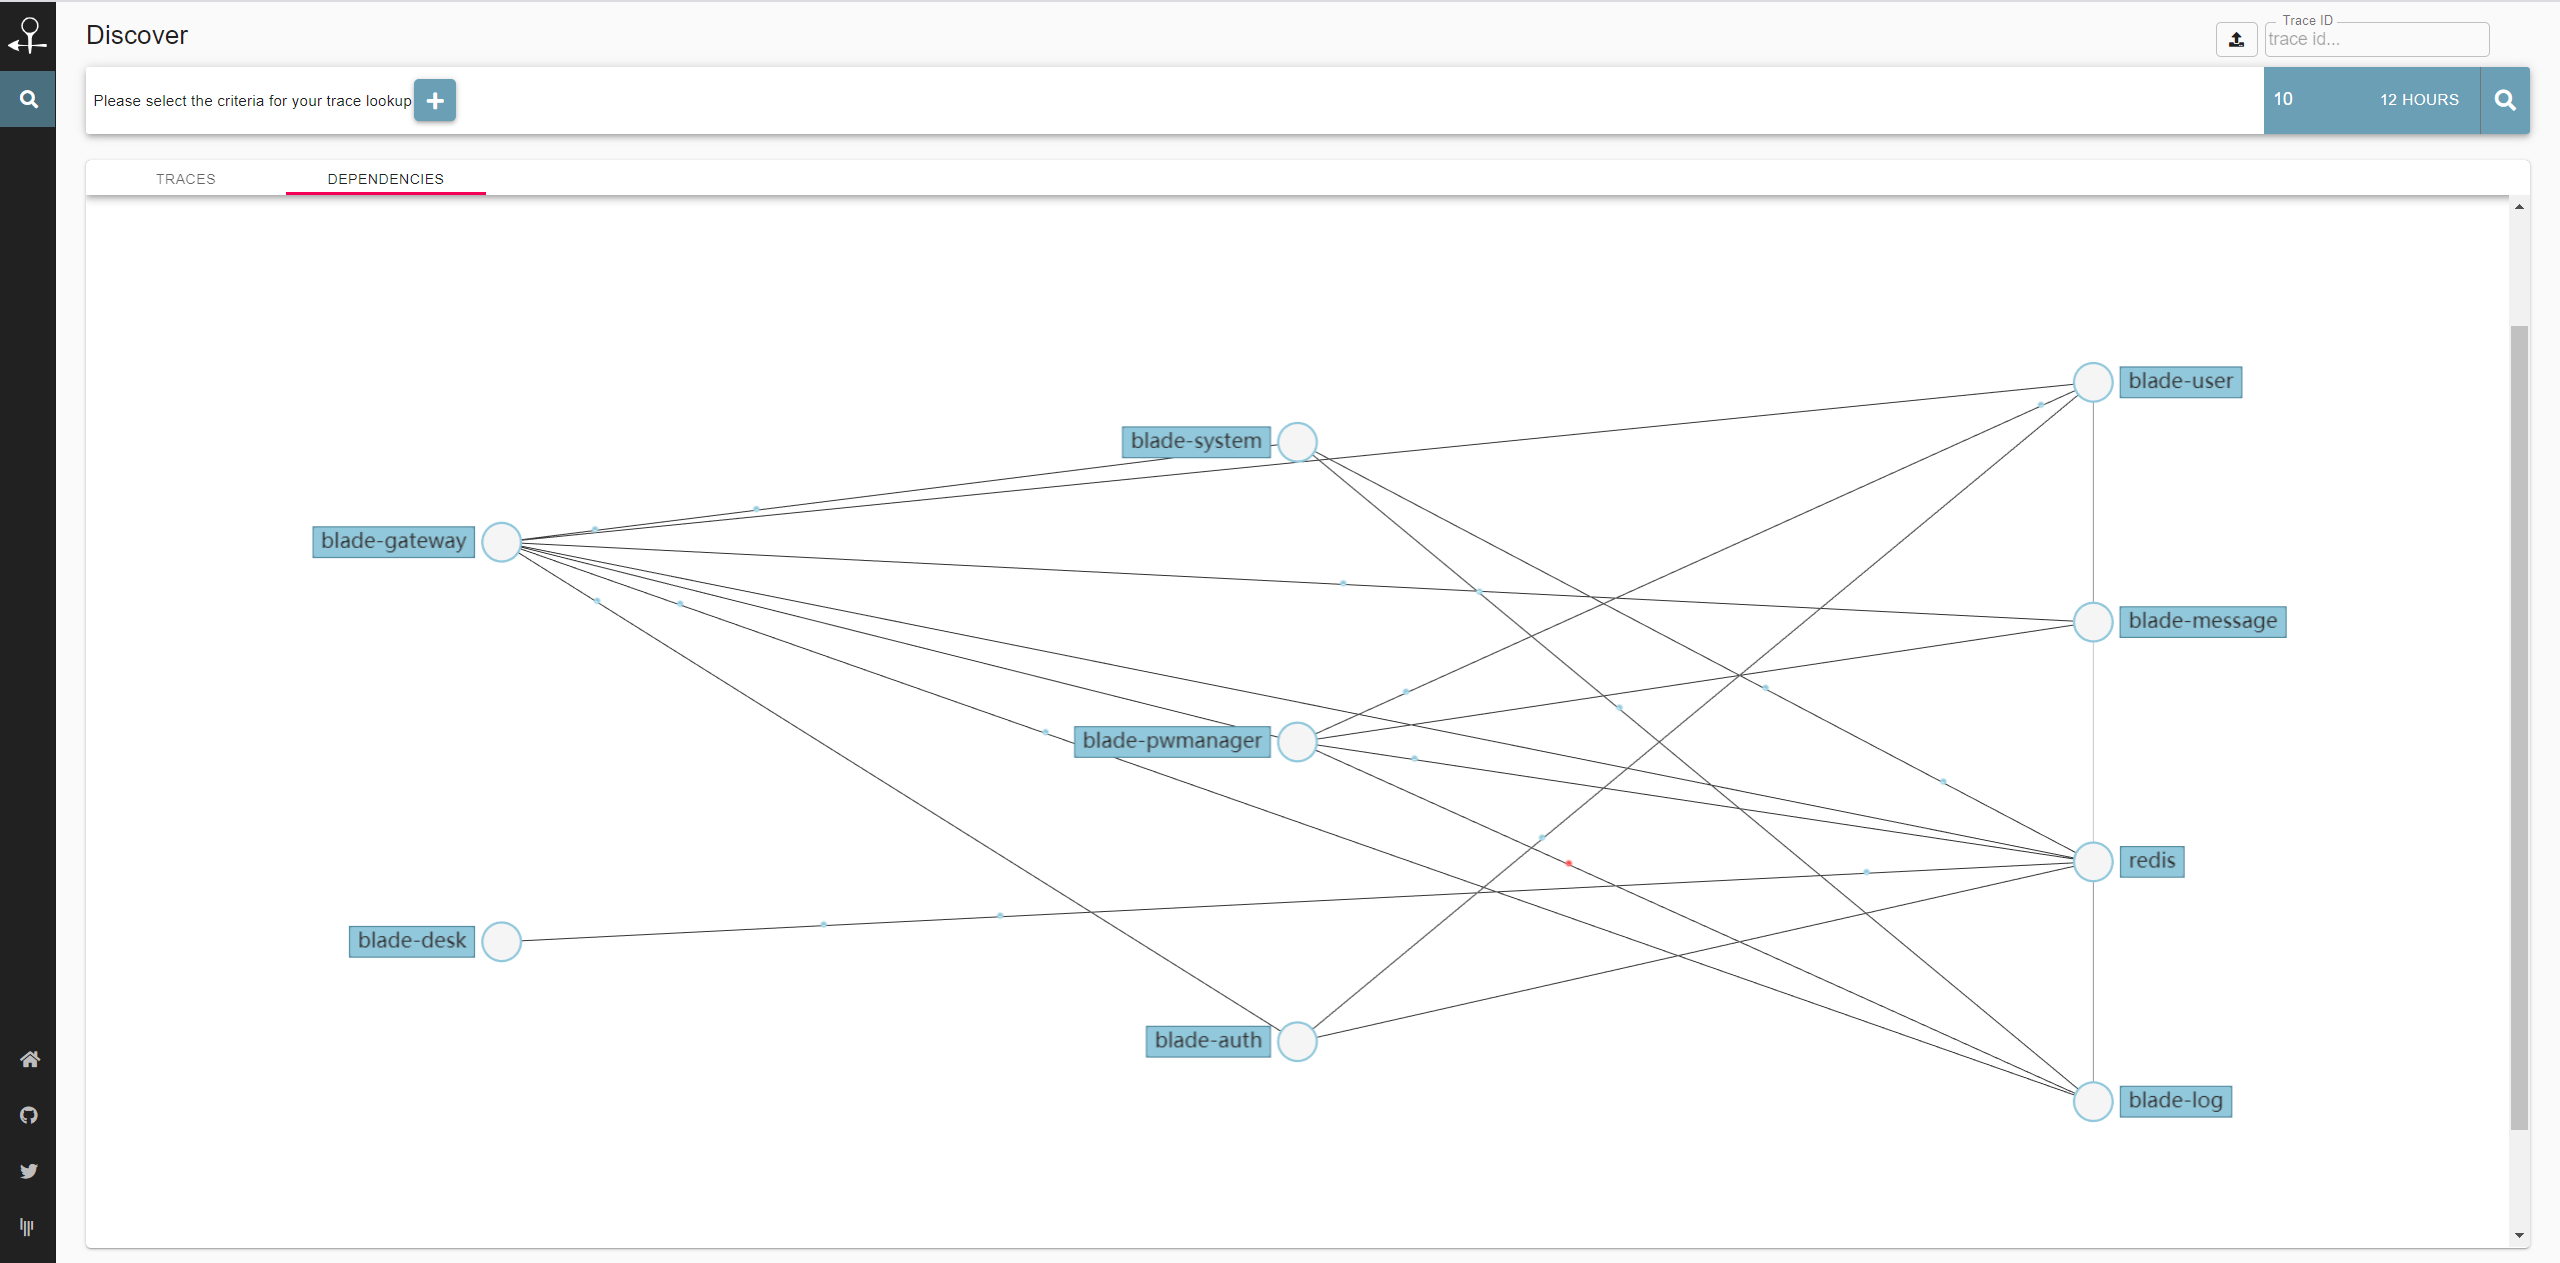 Discover
Trace ID
trace id...
Please select the criteria for your trace lookup
10
12 HOURS
TRACES
DEPENDENCIES
blade-user
blade-system
blade-gateway
blade-message
blade-pwmanager
redis
blade-desk
blade-auth
blade-log